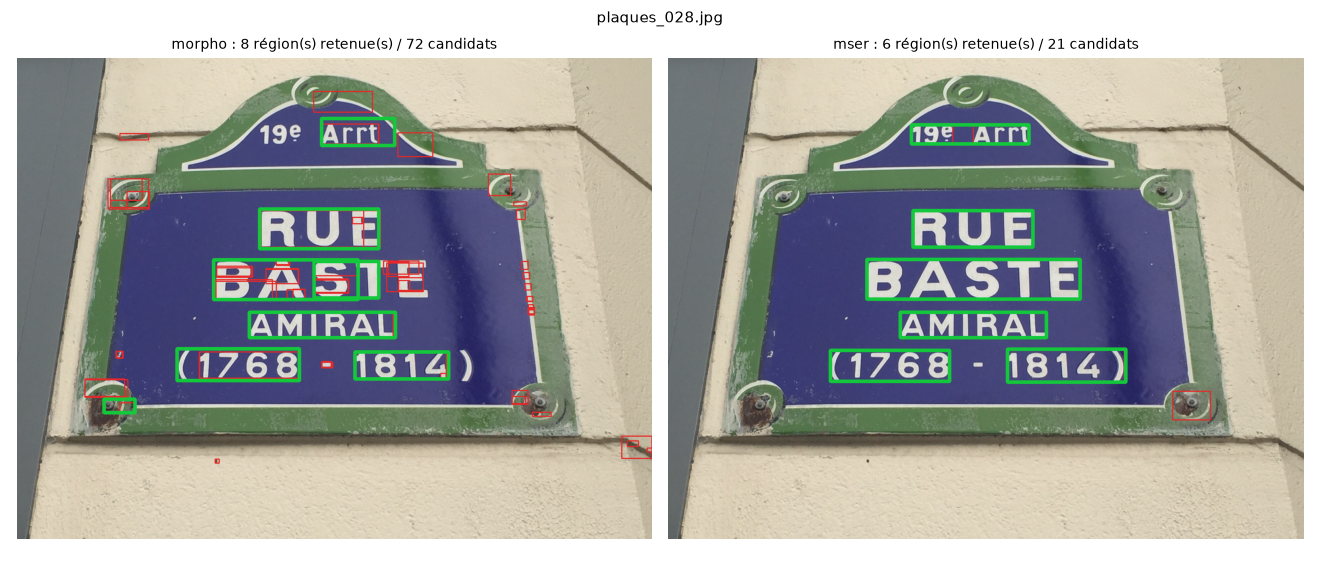 plaques_028.jpg
morpho : 8 région(s) retenue(s) / 72 candidats
19e Arrt
RUE
BASTE
AMIRAL
(1768 - 1814)
mser : 6 région(s) retenue(s) / 21 candidats
19e Arrt
RUE
BASTE
AMIRAL
(1768 - 1814)